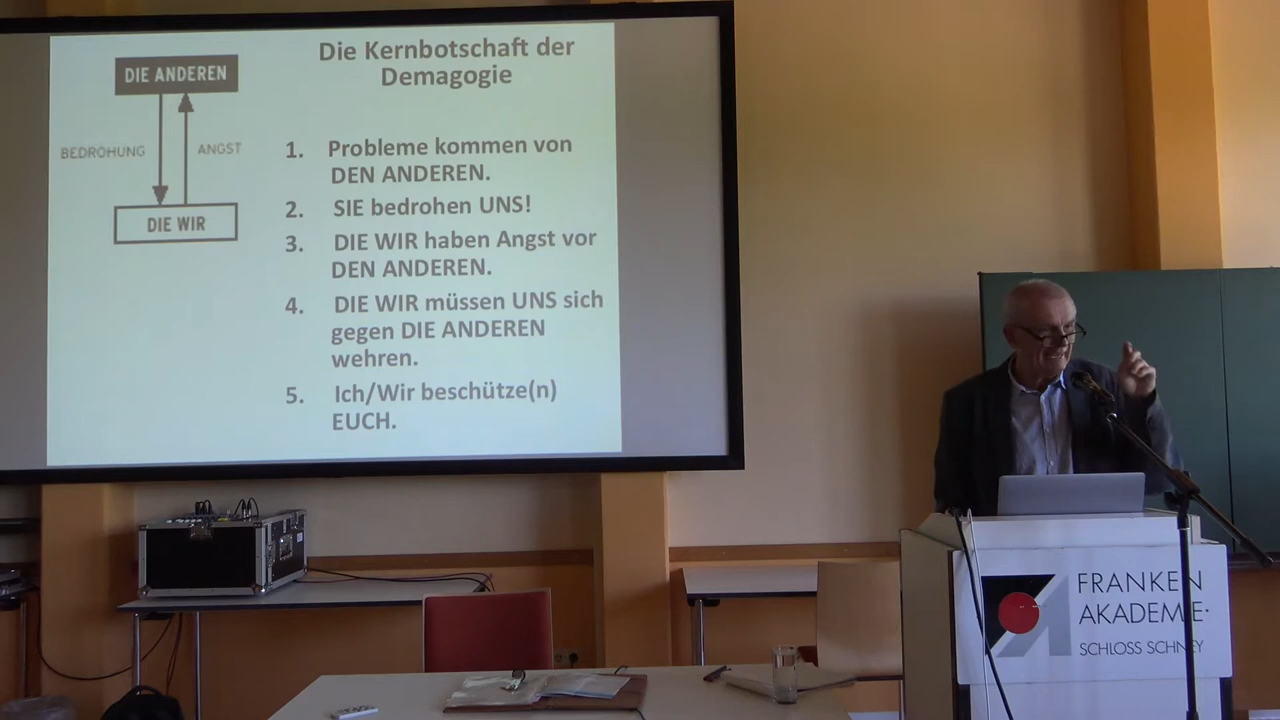 Die Kernbotschaft der
Demagogie
DIE ANDEREN
BEDROHUNG
ANGST
DIE WIR
1. Probleme kommen von
DEN ANDEREN.
2. SIE bedrohen UNS!
3. DIE WIR haben Angst vor
DEN ANDEREN.
4. DIE WIR müssen UNS sich
gegen DIE ANDEREN
wehren.
5. Ich/Wir beschütze(n)
EUCH.
FRANKEN
AKADEMIE
SCHLOSS SCHNEY